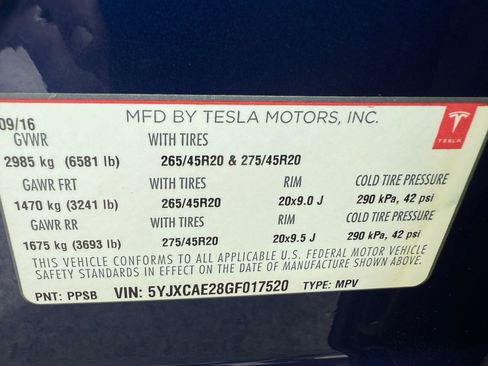 09/16 MFD BY TESLA MOTORS, INC.
GVWR WITH TIRES
2985 kg (6581 lb) 265/45R20 & 275/45R20
TESLA
GAWR FRT WITH TIRES RIM COLD TIRE PRESSURE
1470 kg (3241 lb) 265/45R20 20x9.0 J 290 kPa, 42 psi
GAWR RR WITH TIRES RIM COLD TIRE PRESSURE
1675 kg (3693 lb) 275/45R20 20x9.5 J 290 kPa, 42 psi
THIS VEHICLE CONFORMS TO ALL APPLICABLE U.S. FEDERAL MOTOR VEHICLE
SAFETY STANDARDS IN EFFECT ON THE DATE OF MANUFACTURE SHOWN ABOVE.
PNT: PPSB VIN: 5YJXCAE28GF017520 TYPE: MPV